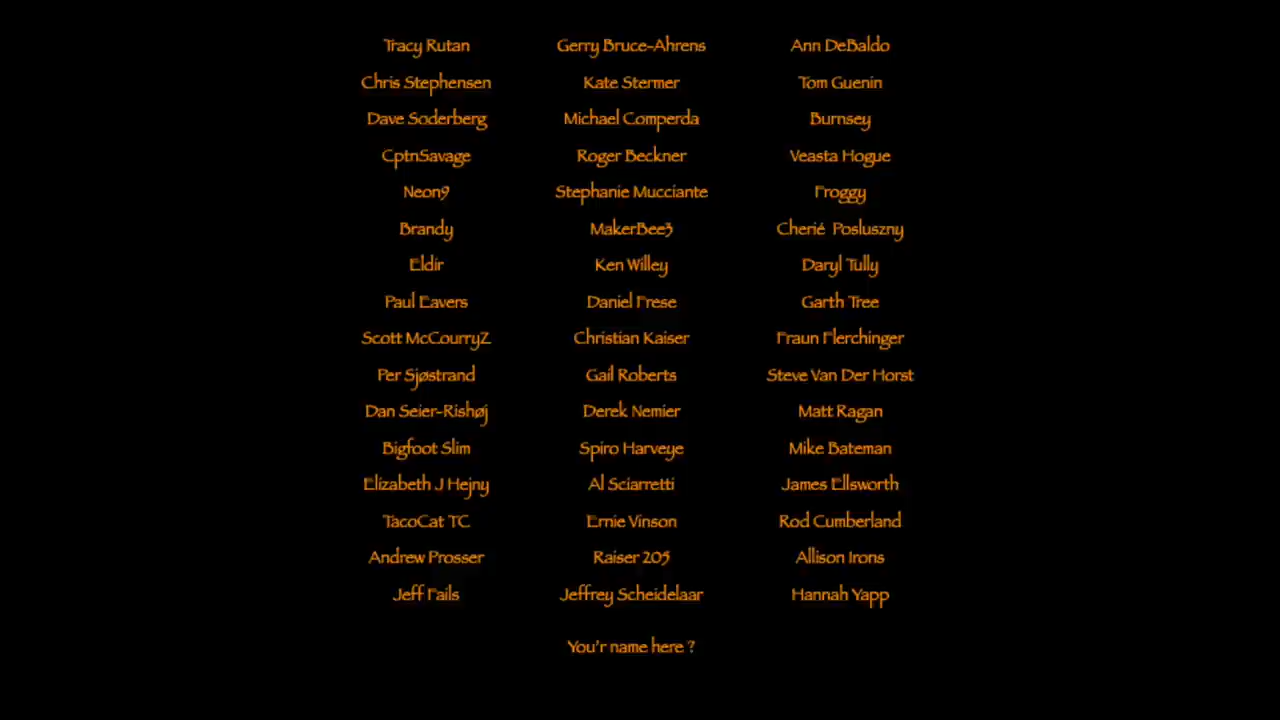 Tracy Rutan Gerry Bruce-Ahrens Ann DeBaldo
Chris Stephensen Kate Stermer Tom Guenin
Dave Soderberg Michael Comperda Burnsey
CptnSavage Roger Beckner Veasta Hogue
Neon9 Stephanie Mucciante Froggy
Brandy MakerBee3 Cherié Posluszny
Eldir Ken Willey Daryl Tully
Paul Eavers Daniel Frese Garth Tree
Scott McCourryZ Christian Kaiser Fraun Flerchinger
Per Sjøstrand Gail Roberts Steve Van Der Horst
Dan Seier-Rishøj Derek Nemier Matt Ragan
Bigfoot Slim Spiro Harveye Mike Bateman
Elizabeth J Hejny Al Sciarretti James Ellsworth
TacoCat TC Ernie Vinson Rod Cumberland
Andrew Prosser Raiser 205 Allison Irons
Jeff Fails Jeffrey Scheidelaar Hannah Yapp
You'r name here ?